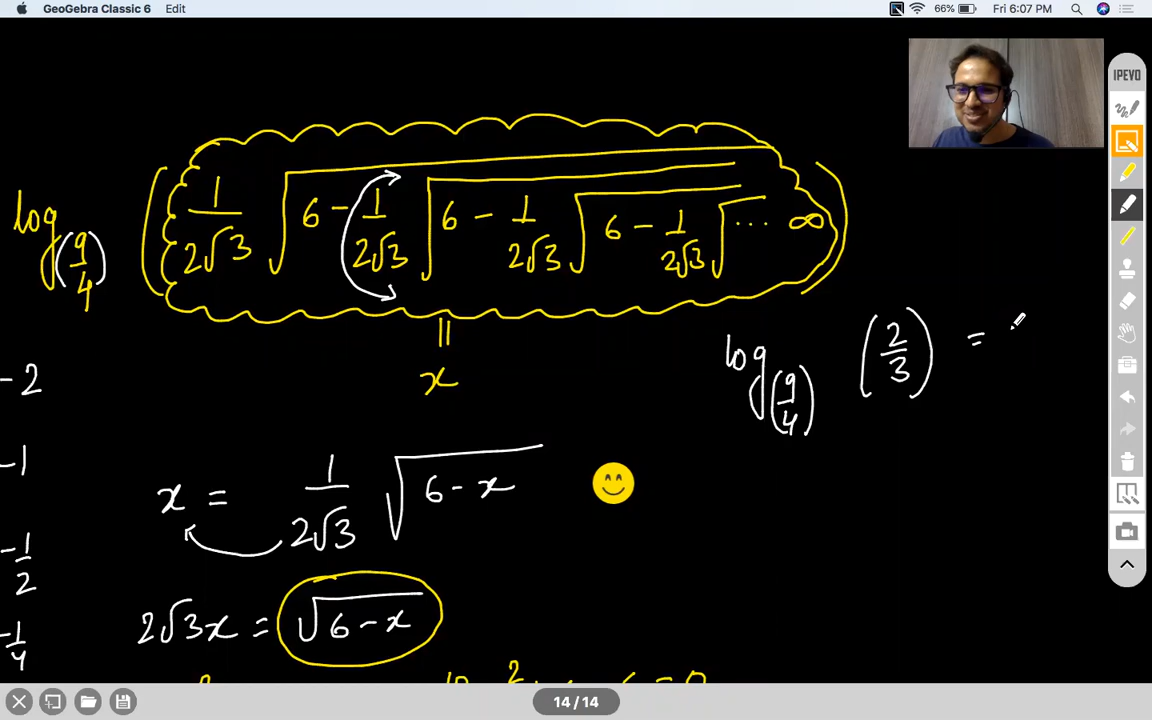 GeoGebra Classic 6 Edit 66% Fri 6:07 PM
IPEVO
log_(9/4) ( 1/2√3 √6 - 1/2√3 √6 - 1/2√3 √6 - 1/2√3 √... ∞ )
=
x
log_(9/4) (2/3) =
-2
-1
-1/2
-1/4
x = 1/2√3 √6-x
2√3x = √6-x
14 / 14